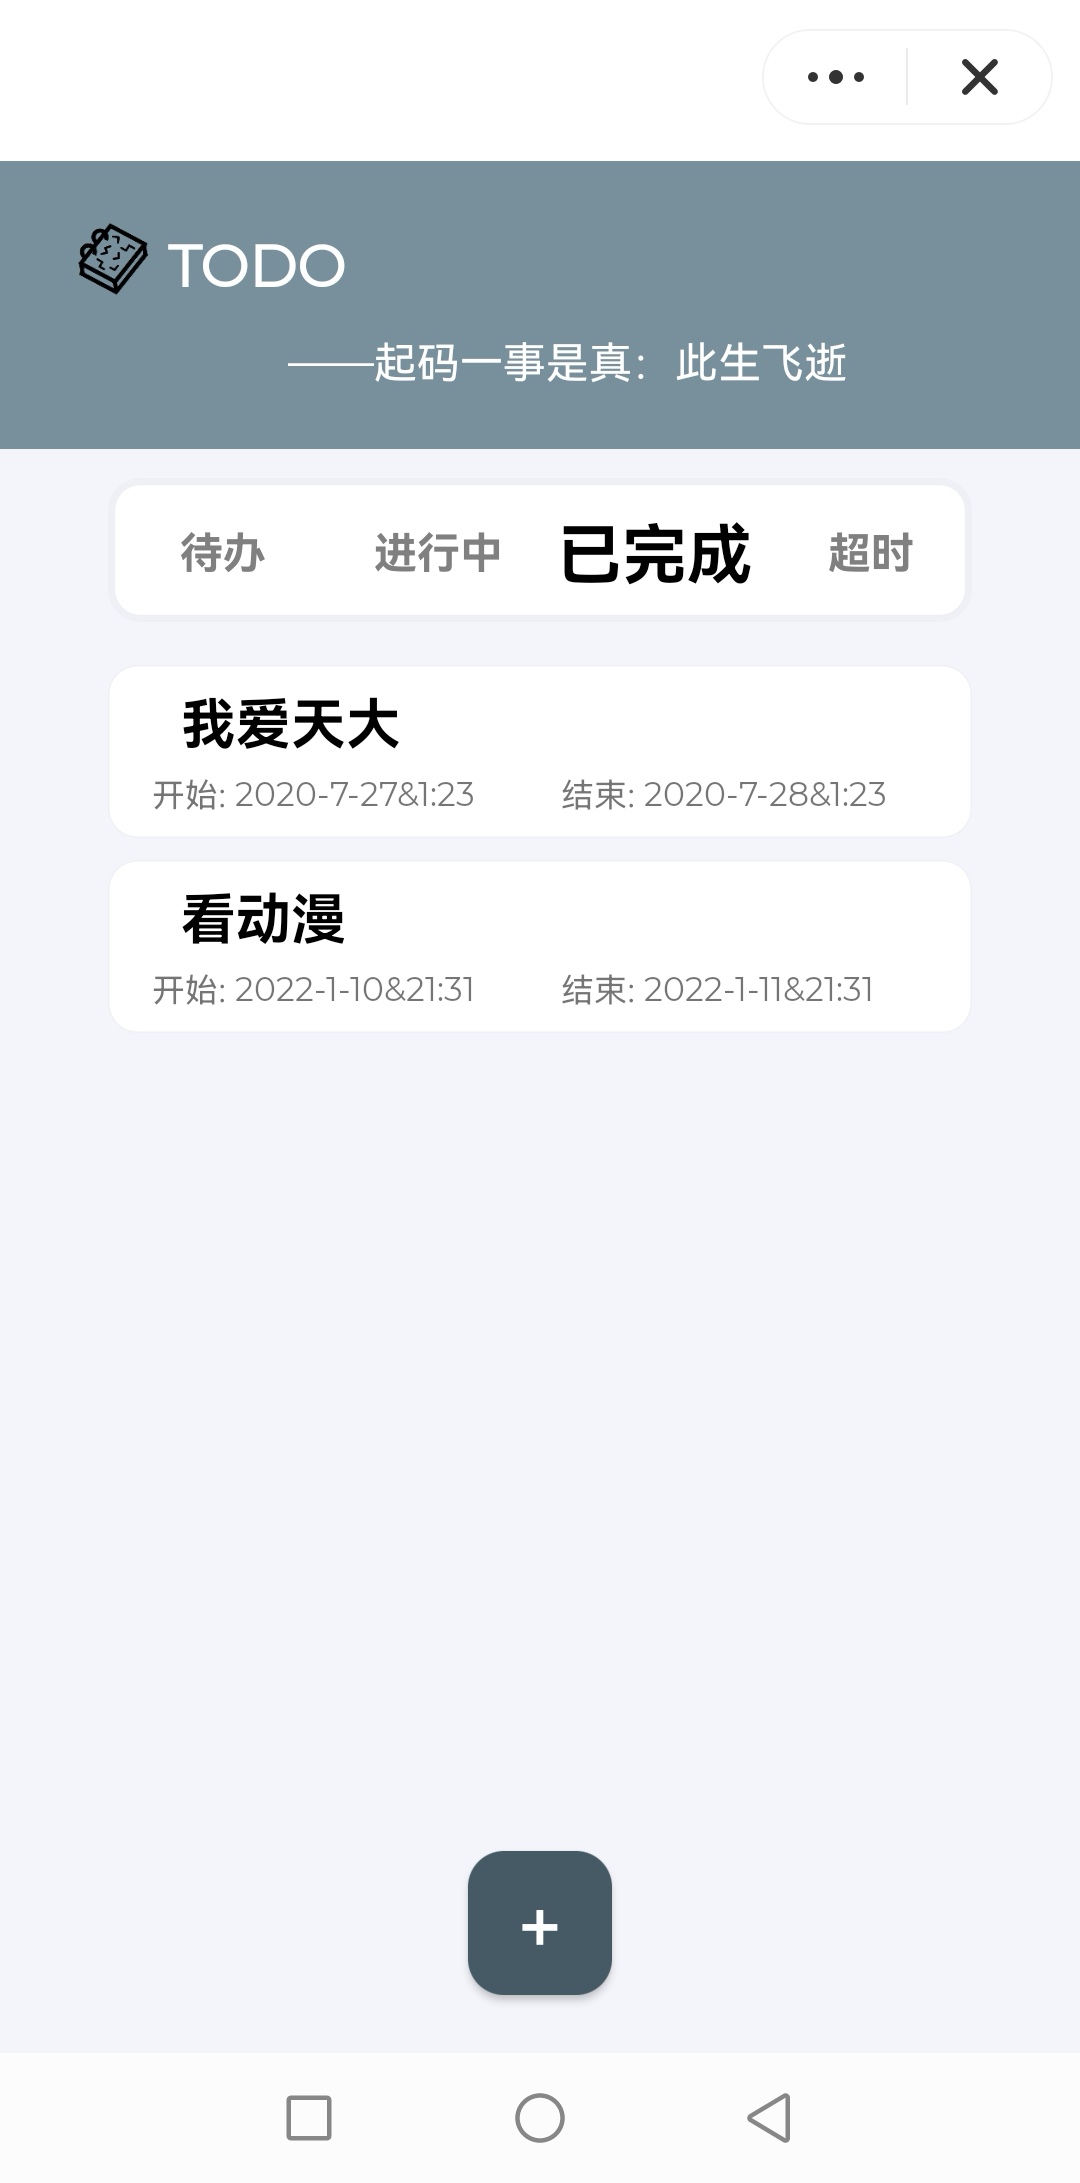 TODO
——起码一事是真：此生飞逝
待办 进行中 已完成 超时
我爱天大
开始: 2020-7-27&1:23 结束: 2020-7-28&1:23
看动漫
开始: 2022-1-10&21:31 结束: 2022-1-11&21:31
+